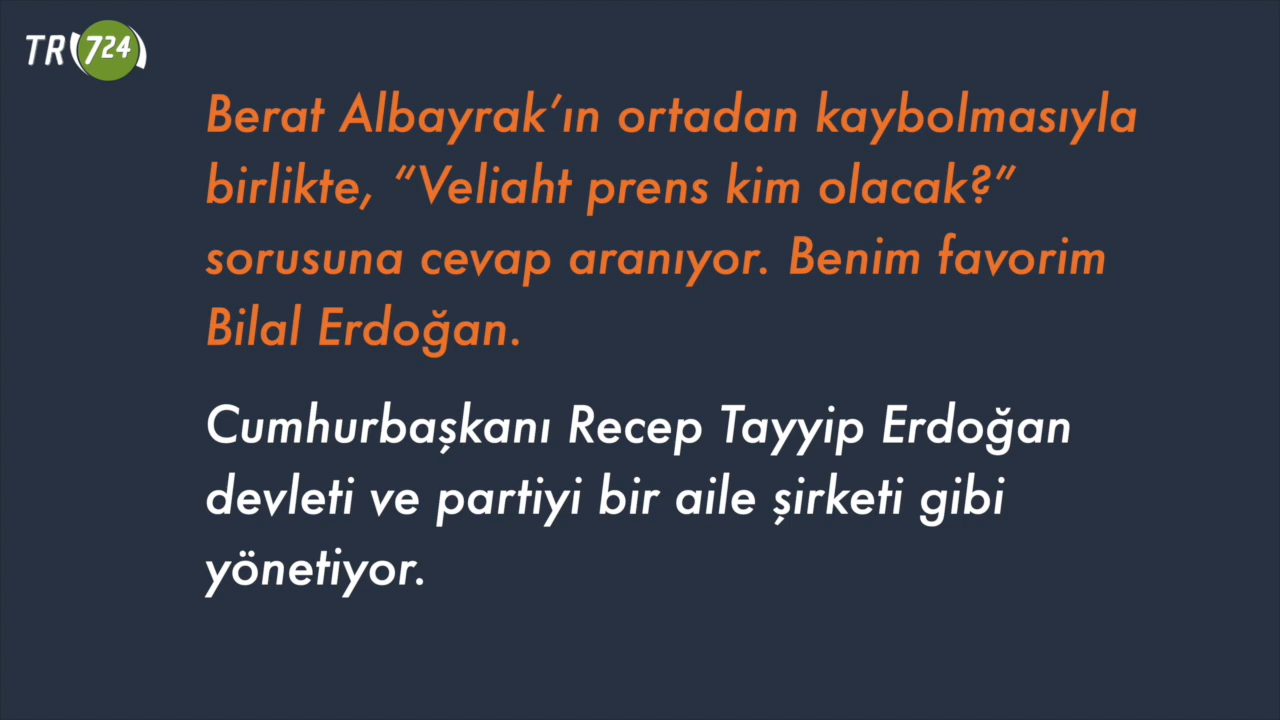 TR724
Berat Albayrak’ın ortadan kaybolmasıyla
birlikte, “Veliaht prens kim olacak?”
sorusuna cevap aranıyor. Benim favorim
Bilal Erdoğan.
Cumhurbaşkanı Recep Tayyip Erdoğan
devleti ve partiyi bir aile şirketi gibi
yönetiyor.